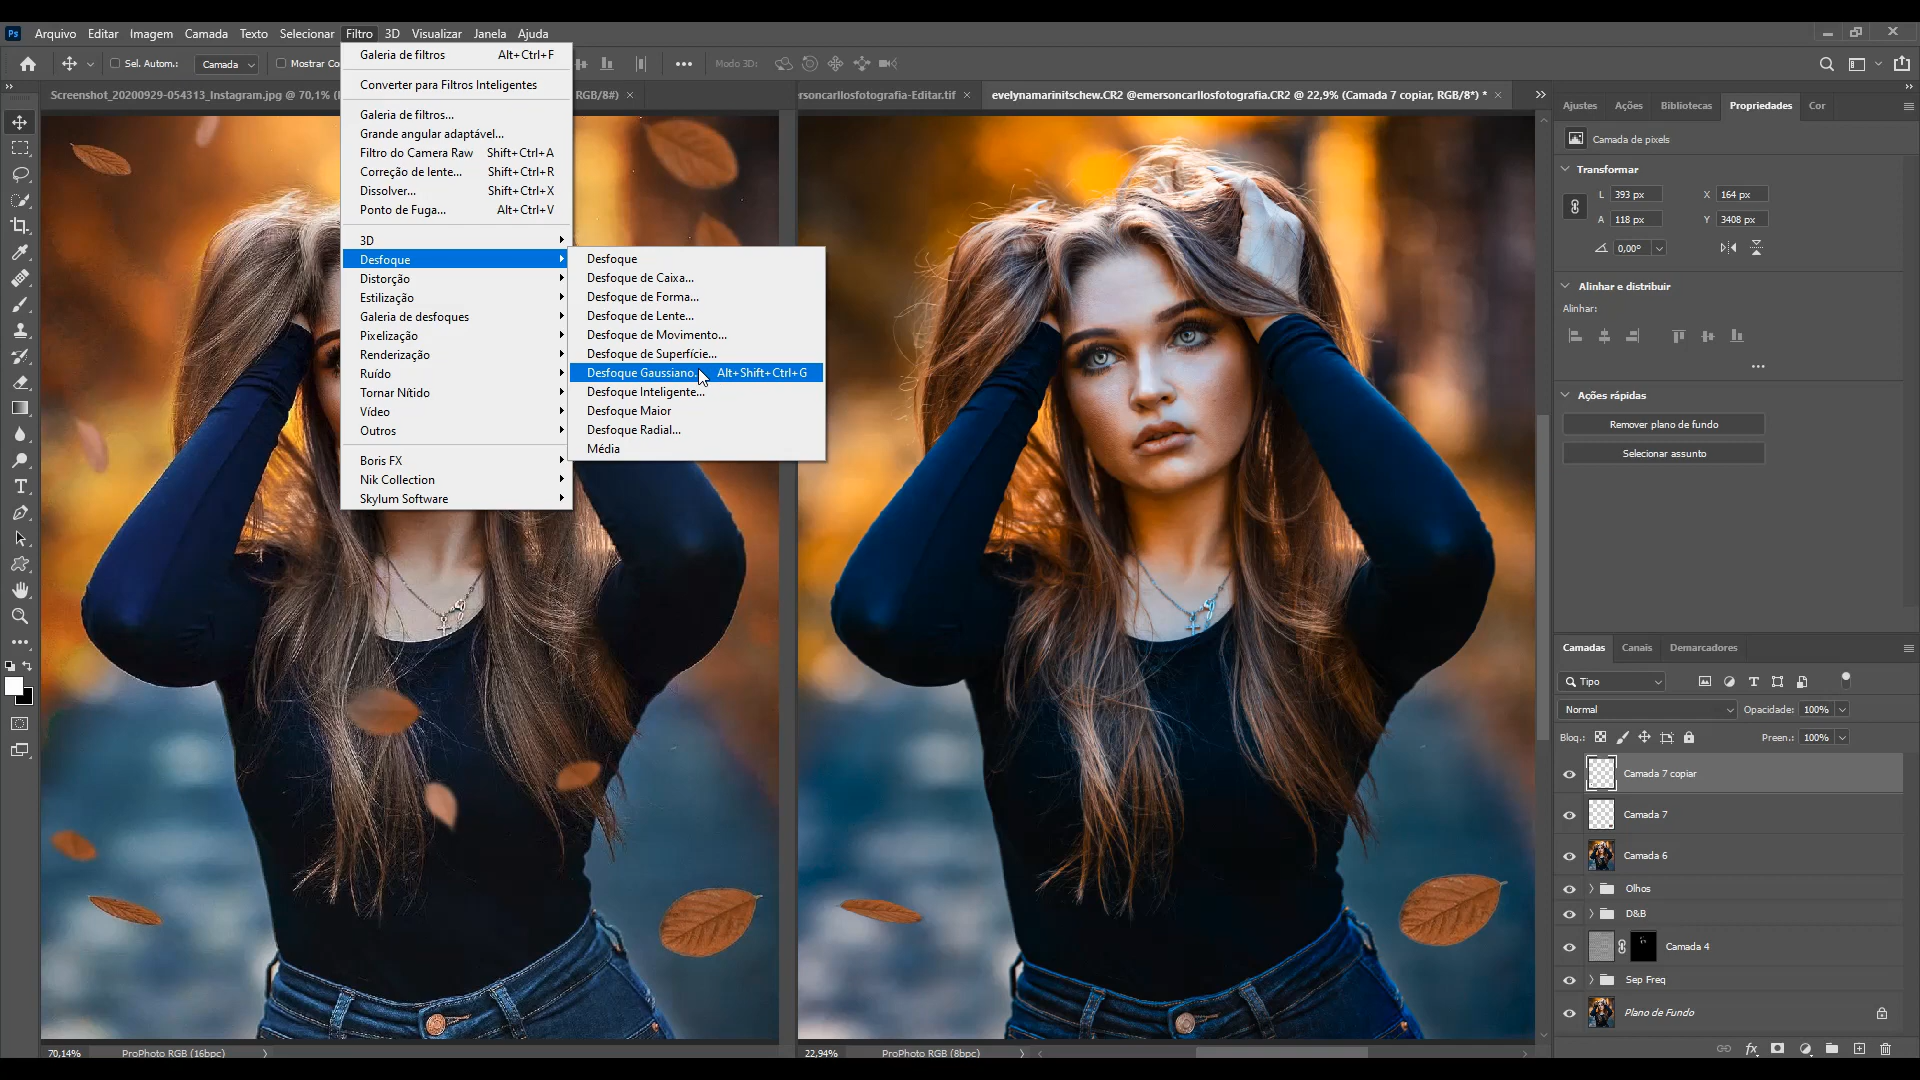 Ps Arquivo Editar Imagem Camada Texto Selecionar Filtro 3D Visualizar Janela Ajuda
Sel. Autom.: Camada Mostrar Co
Modo 3D:
Screenshot_20200929-054313_Instagram.jpg @ 70,1% (
RGB/8#) ×
rsoncarllosfotografia-Editar.tif ×
evelynamarinitschew.CR2 @emersoncarllosfotografia.CR2 @ 22,9% (Camada 7 copiar, RGB/8*) * ×
Galeria de filtros Alt+Ctrl+F
Converter para Filtros Inteligentes
Galeria de filtros...
Grande angular adaptável...
Filtro do Camera Raw Shift+Ctrl+A
Correção de lente... Shift+Ctrl+R
Dissolver... Shift+Ctrl+X
Ponto de Fuga... Alt+Ctrl+V
3D
Desfoque
Distorção
Estilização
Galeria de desfoques
Pixelização
Renderização
Ruído
Tornar Nítido
Vídeo
Outros
Boris FX
Nik Collection
Skylum Software
Desfoque
Desfoque de Caixa...
Desfoque de Forma...
Desfoque de Lente...
Desfoque de Movimento...
Desfoque de Superfície...
Desfoque Gaussiano... Alt+Shift+Ctrl+G
Desfoque Inteligente...
Desfoque Maior
Desfoque Radial...
Média
Ajustes Ações Bibliotecas Propriedades Cor
Camada de pixels
Transformar
L 393 px X 164 px
A 118 px Y 3408 px
0,00°
Alinhar e distribuir
Alinhar:
Ações rápidas
Remover plano de fundo
Selecionar assunto
Camadas Canais Demarcadores
Tipo
Normal Opacidade: 100%
Bloq.: Preen.: 100%
Camada 7 copiar
Camada 7
Camada 6
Olhos
D&B
Camada 4
Sep Freq
Plano de Fundo
fx
70,14% ProPhoto RGB (16bpc)
22,94% ProPhoto RGB (8bpc)